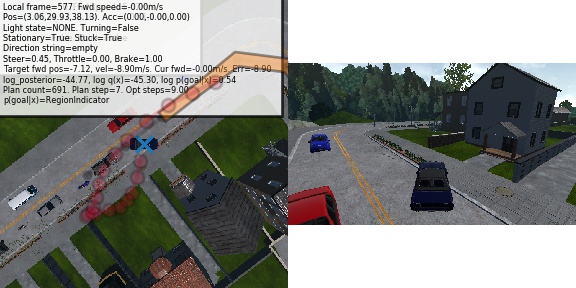 Local frame=577: Fwd speed=-0.00m/s
Pos=(3.06,29.93,38.13). Acc=(0.00,-0.00,0.00)
Light state=NONE. Turning=False
Stationary=True. Stuck=True
Direction string=empty
Steer=0.45, Throttle=0.00, Brake=1.00
Target fwd pos=-7.12, vel=-8.90m/s. Cur fwd=-0.00m/s. Err=-8.90
log_posterior=-44.77, log q(x)=-45.30, log p(goal|x)=0.54
Plan count=691. Plan step=7. Opt steps=9.00
p(goal|x)=RegionIndicator